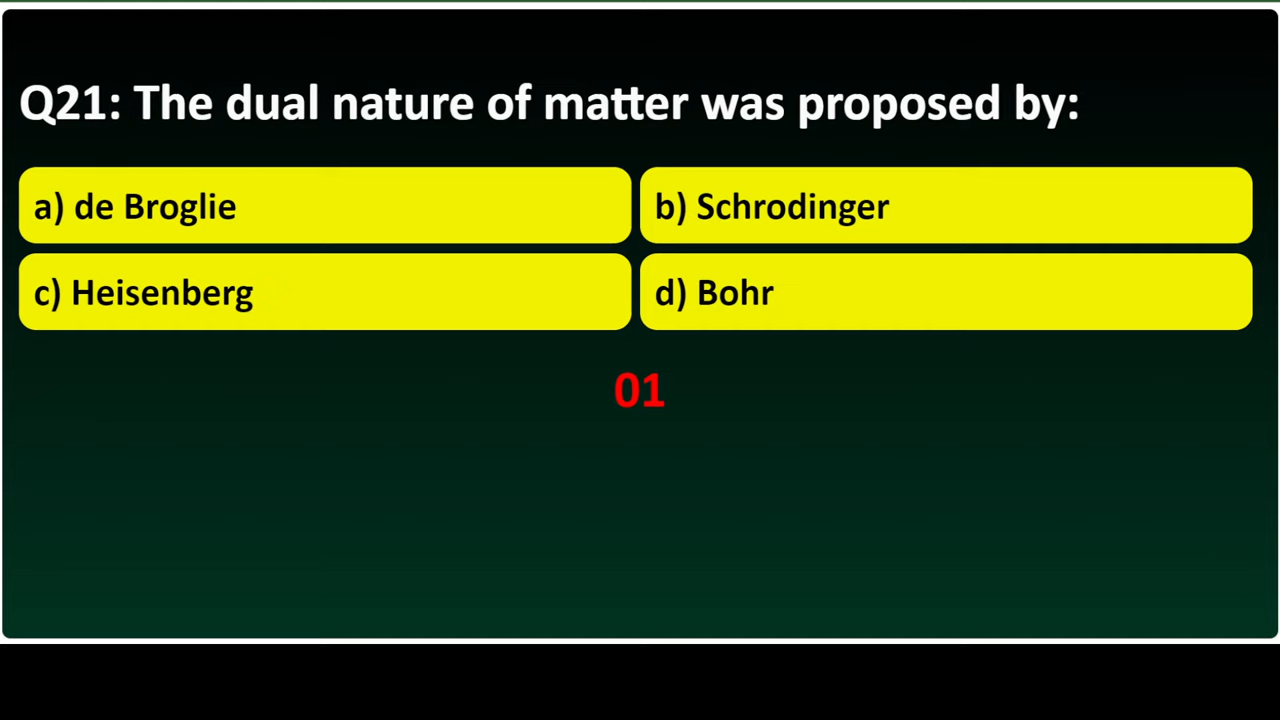 Q21: The dual nature of matter was proposed by:
a) de Broglie
b) Schrodinger
c) Heisenberg
d) Bohr
01